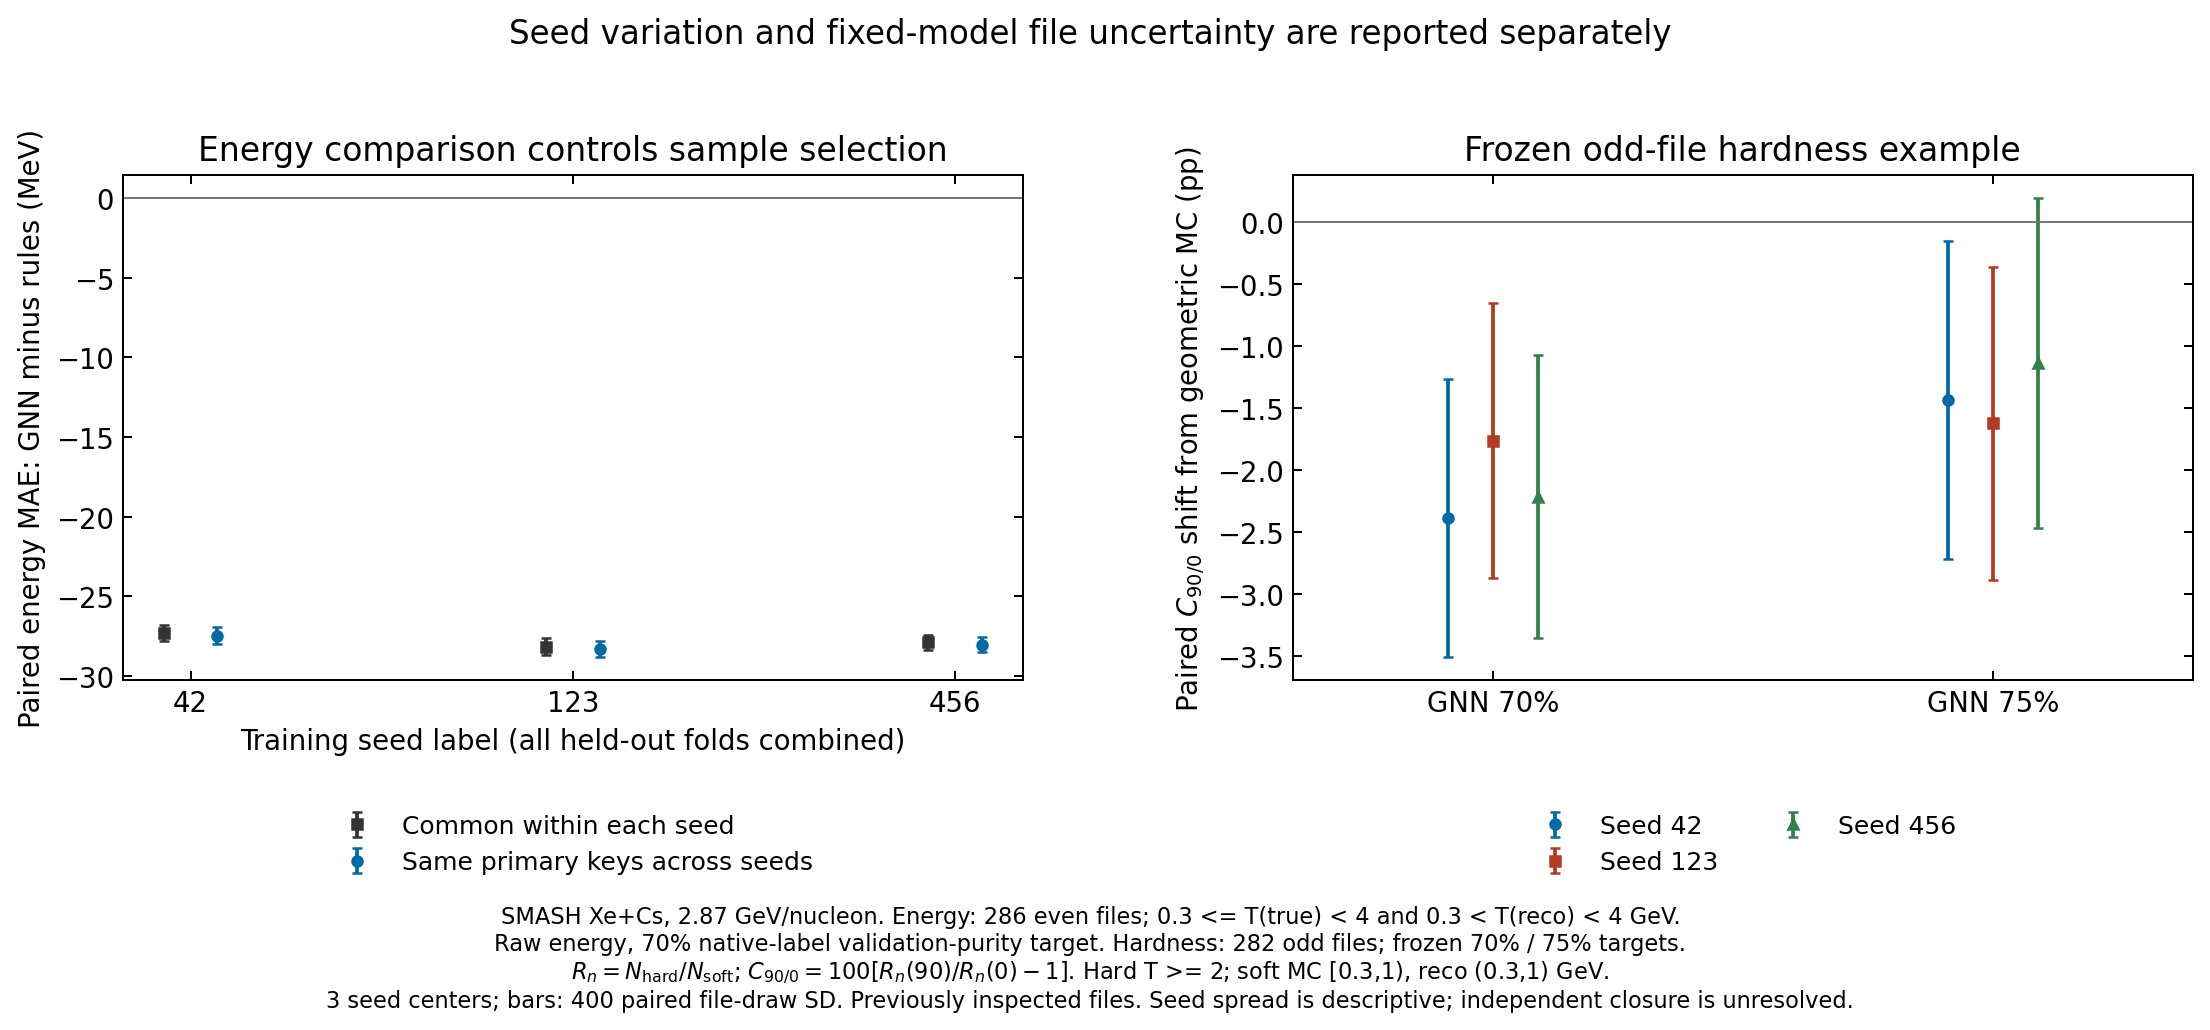 Seed variation and fixed-model file uncertainty are reported separately
Energy comparison controls sample selection
Paired energy MAE: GNN minus rules (MeV)
0
−5
−10
−15
−20
−25
−30
42
123
456
Training seed label (all held-out folds combined)
Common within each seed
Same primary keys across seeds
Frozen odd-file hardness example
Paired C90/0 shift from geometric MC (pp)
0.0
−0.5
−1.0
−1.5
−2.0
−2.5
−3.0
−3.5
GNN 70%
GNN 75%
Seed 42
Seed 123
Seed 456
SMASH Xe+Cs, 2.87 GeV/nucleon. Energy: 286 even files; 0.3 <= T(true) < 4 and 0.3 < T(reco) < 4 GeV.
Raw energy, 70% native-label validation-purity target. Hardness: 282 odd files; frozen 70% / 75% targets.
Rn = Nhard/Nsoft; C90/0 = 100[Rn(90)/Rn(0) − 1]. Hard T >= 2; soft MC [0.3,1), reco (0.3,1) GeV.
3 seed centers; bars: 400 paired file-draw SD. Previously inspected files. Seed spread is descriptive; independent closure is unresolved.